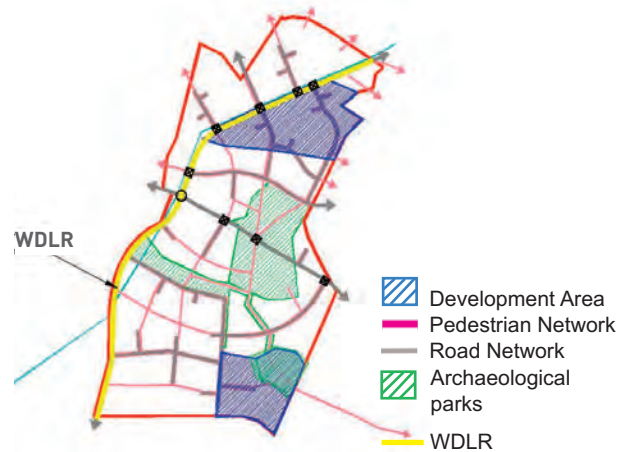 WDLR
Development Area
Pedestrian Network
Road Network
Archaeological
parks
WDLR